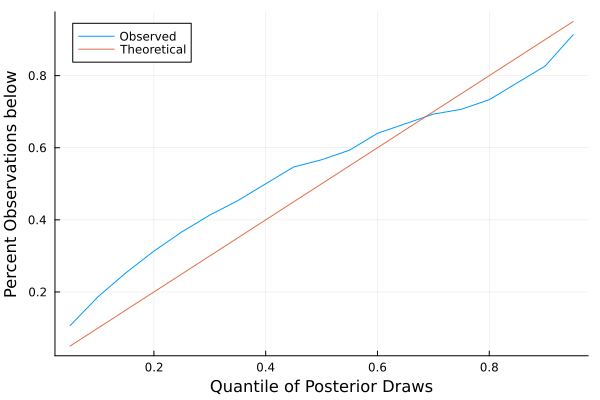 Observed
Theoretical
Percent Observations below
0.8
0.6
0.4
0.2
0.2 0.4 0.6 0.8
Quantile of Posterior Draws